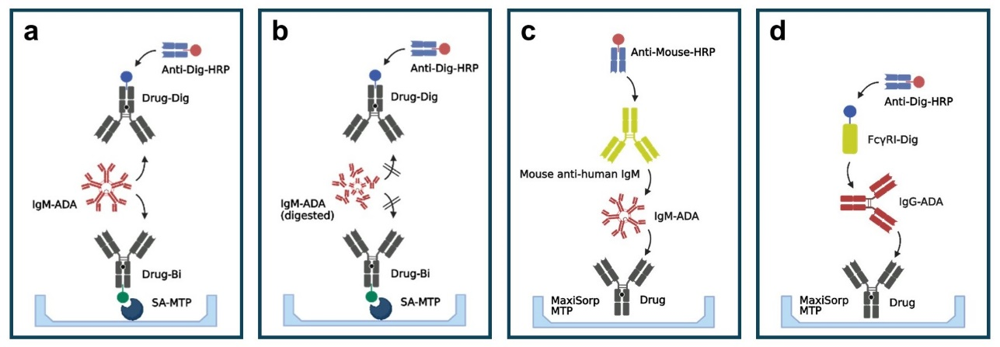 a
Anti-Dig-HRP
Drug-Dig
IgM-ADA
Drug-Bi
SA-MTP
b
Anti-Dig-HRP
Drug-Dig
IgM-ADA
(digested)
Drug-Bi
SA-MTP
c
Anti-Mouse-HRP
Mouse anti-human IgM
IgM-ADA
MaxiSorp
MTP
Drug
d
Anti-Dig-HRP
FcγRI-Dig
IgG-ADA
MaxiSorp
MTP
Drug